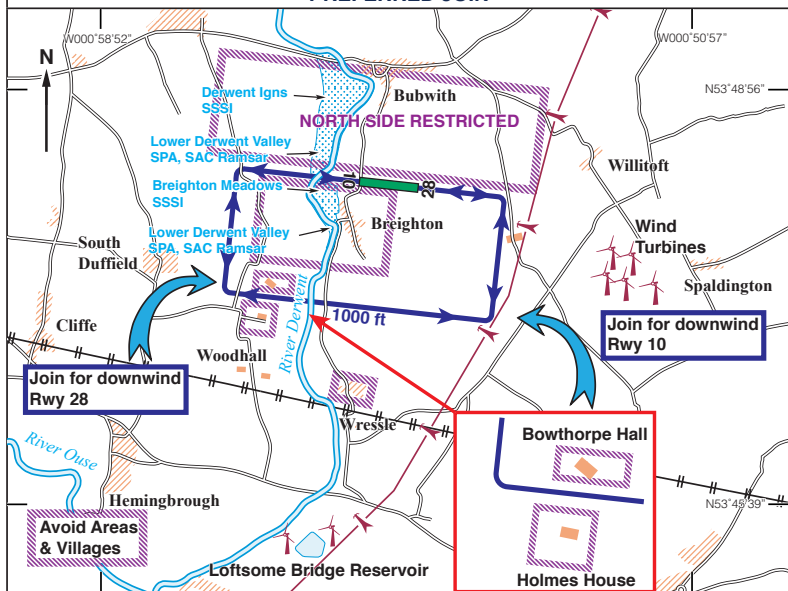 PREFERRED JOIN
W000°58'52"
W000°50'57"
N
N53°48'56"
Derwent Igns
SSSI
Bubwith
NORTH SIDE RESTRICTED
Lower Derwent Valley
SPA, SAC Ramsar
Willitoft
10
28
Breighton Meadows
SSSI
Breighton
Wind
Turbines
Lower Derwent Valley
SPA, SAC Ramsar
South
Duffield
Spaldington
River Derwent
1000 ft
Cliffe
Join for downwind
Rwy 10
Woodhall
Join for downwind
Rwy 28
Wressle
Bowthorpe Hall
River Ouse
Hemingbrough
N53°45'39"
Avoid Areas
& Villages
Loftsome Bridge Reservoir
Holmes House